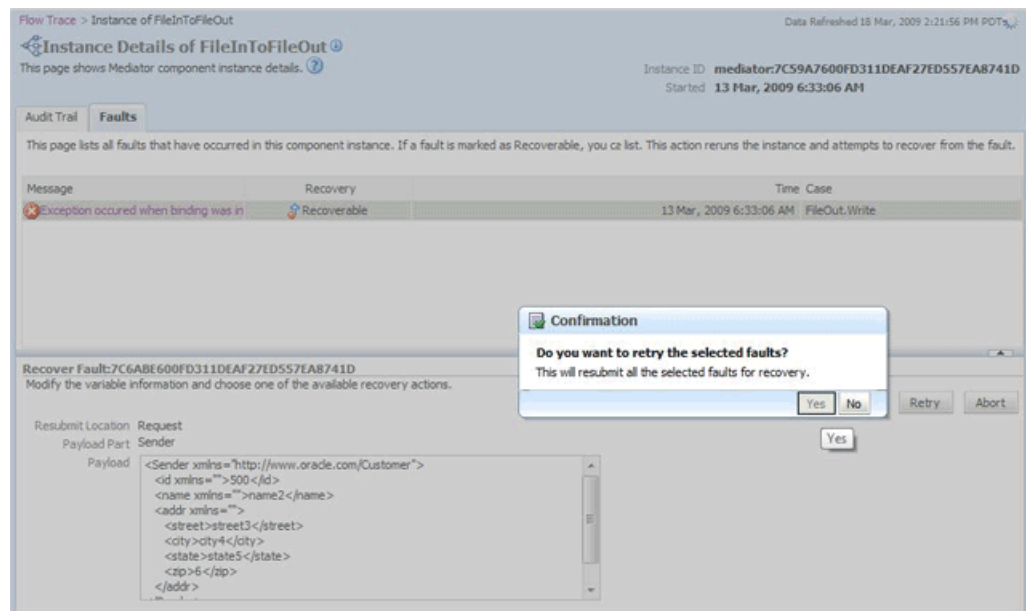 Flow Trace > Instance of FileInToFileOut
Data Refreshed 18 Mar, 2009 2:21:56 PM PDT
Instance Details of FileInToFileOut
This page shows Mediator component instance details.
Instance ID mediator:7C59A7600FD311DEAF27ED557EA8741D
Started 13 Mar, 2009 6:33:06 AM
Audit Trail Faults
This page lists all faults that have occurred in this component instance. If a fault is marked as Recoverable, you ca list. This action reruns the instance and attempts to recover from the fault.
Message Recovery Time Case
Exception occured when binding was in Recoverable 13 Mar, 2009 6:33:06 AM FileOut.Write
Confirmation
Do you want to retry the selected faults?
This will resubmit all the selected faults for recovery.
Yes No
Yes
Recover Fault:7C6ABE600FD311DEAF27ED557EA8741D
Modify the variable information and choose one of the available recovery actions.
Retry Abort
Resubmit Location Request
Payload Part Sender
Payload <Sender xmlns="http://www.oracle.com/Customer">
<id xmlns="">500</id>
<name xmlns="">name2</name>
<addr xmlns="">
<street>street3</street>
<city>city4</city>
<state>state5</state>
<zip>6</zip>
</addr>